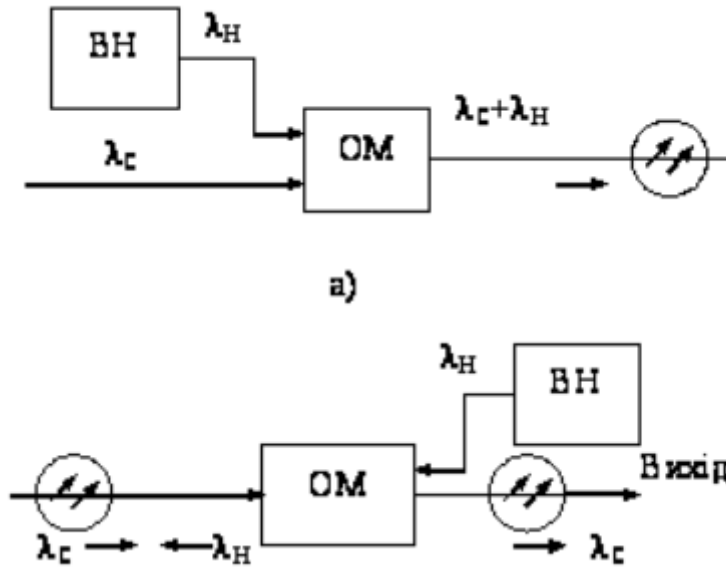 ВН λН
λС+λН
ОМ
λС
а)
λН
ВН
Вихід
ОМ
λС λН λС